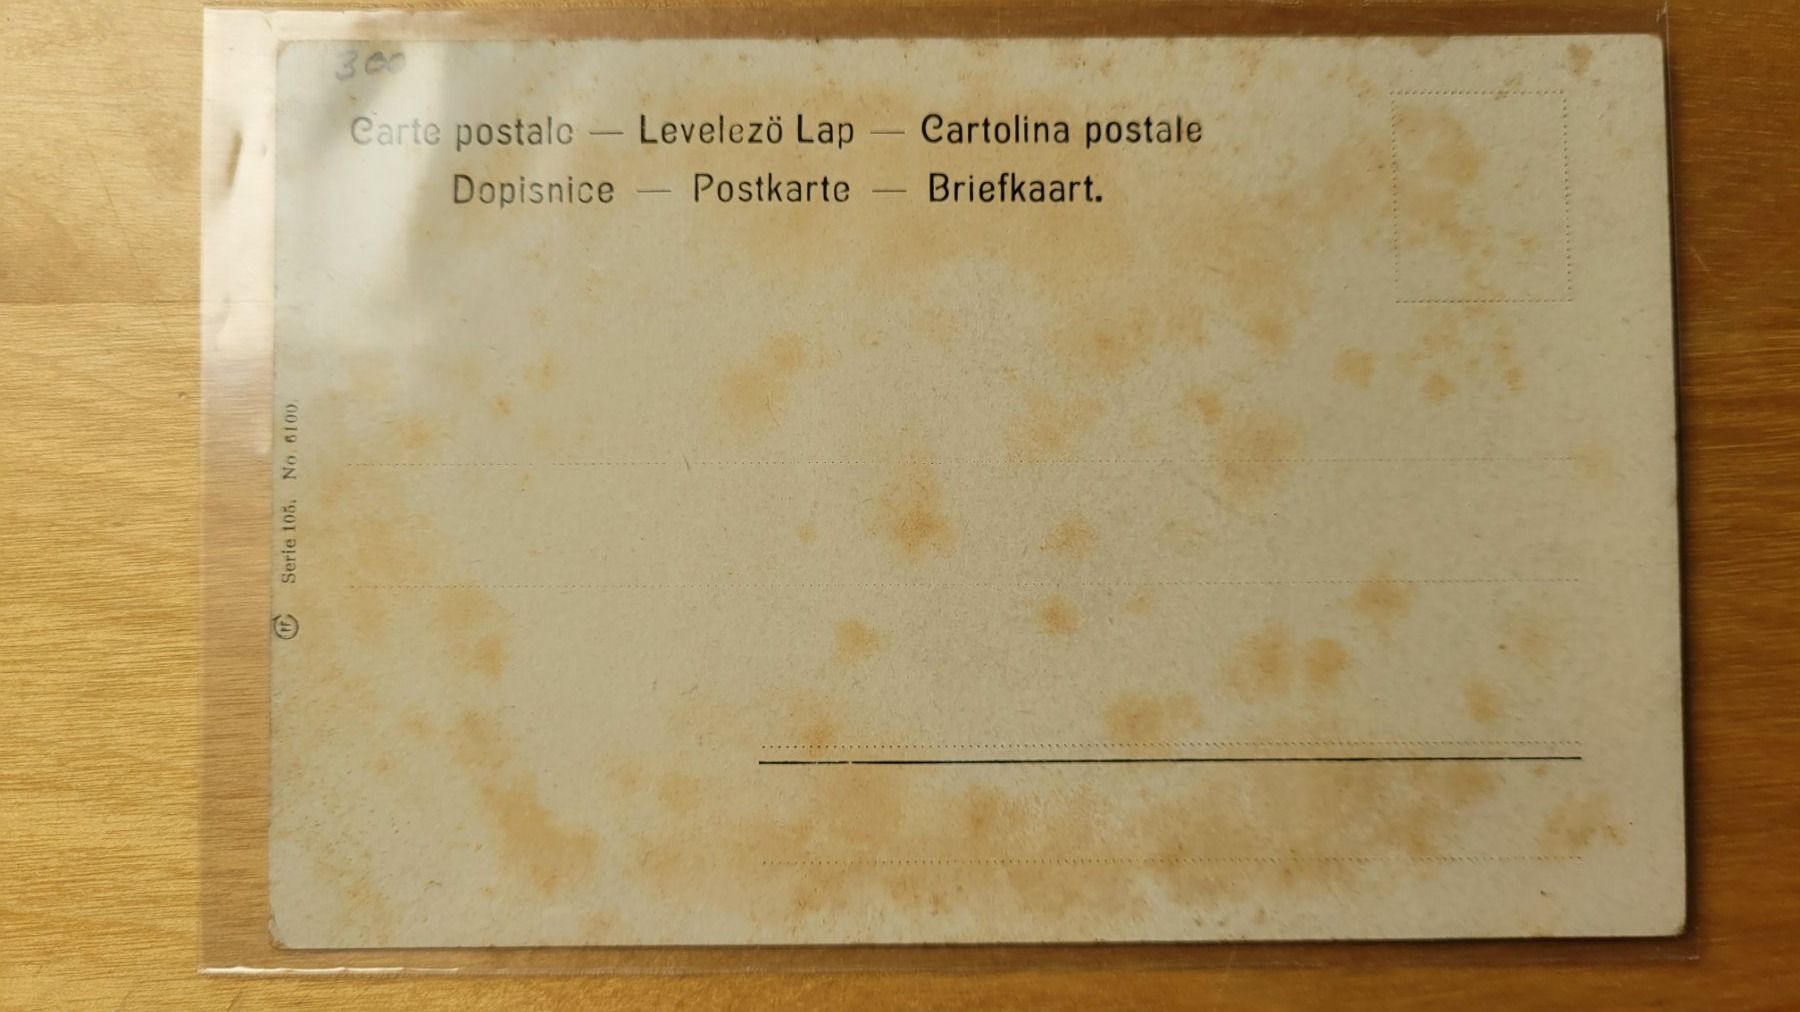 300
Carte postale — Levelezö Lap — Cartolina postale
Dopisnice — Postkarte — Briefkaart.
Serie 105. No. 6100.